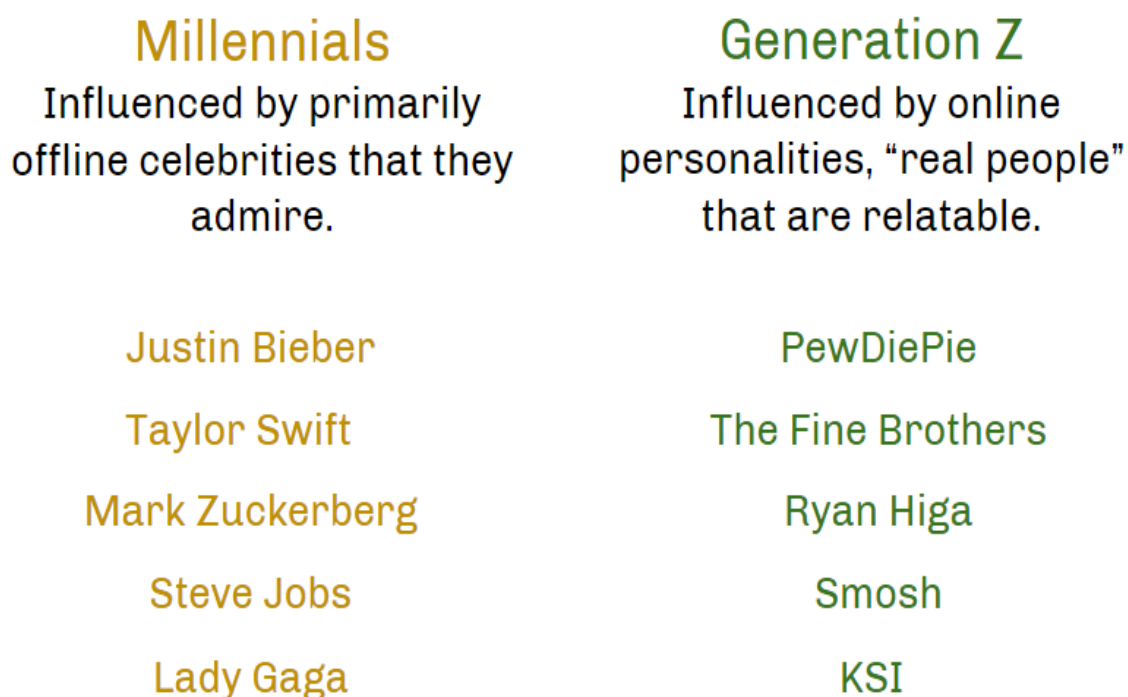 Millennials
Influenced by primarily
offline celebrities that they
admire.
Justin Bieber
Taylor Swift
Mark Zuckerberg
Steve Jobs
Lady Gaga
Generation Z
Influenced by online
personalities, “real people”
that are relatable.
PewDiePie
The Fine Brothers
Ryan Higa
Smosh
KSI